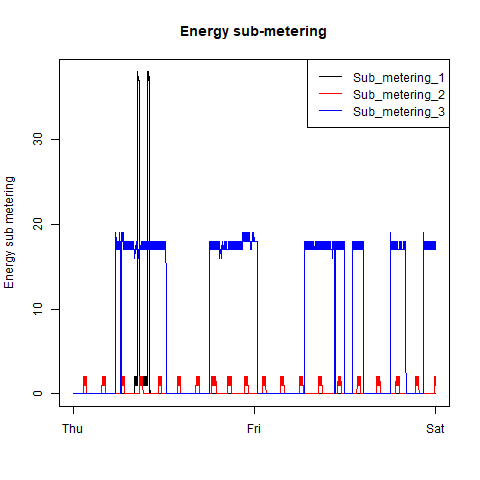 Energy sub-metering
Sub_metering_1
Sub_metering_2
Sub_metering_3
Energy sub metering
30
20
10
0
Thu
Fri
Sat